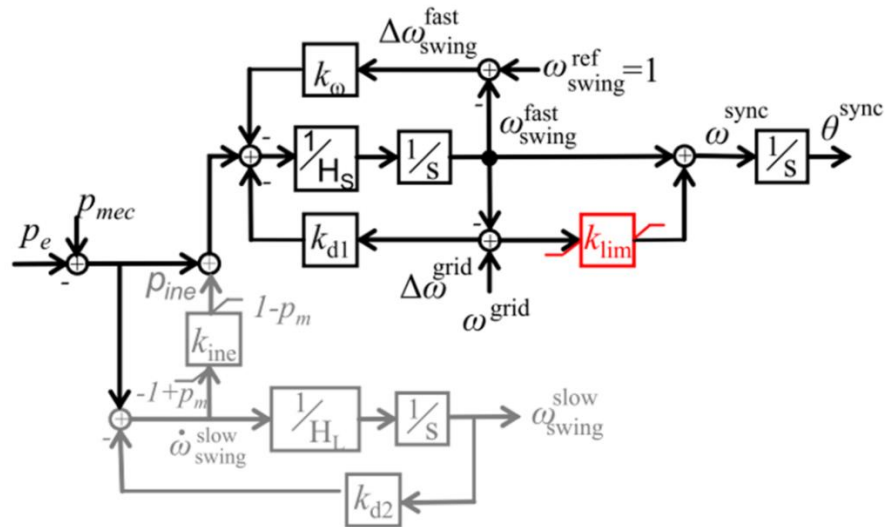 Δω^fast_swing
k_ω
ω^ref_swing=1
-
-
ω^fast_swing
ω^sync
θ^sync
-
1/H_S
1/s
1/s
p_mec
-
-
p_e
k_d1
k_lim
-
p_ine
Δω^grid
ω^grid
1-p_m
k_ine
-1+p_m
-
ω̇^slow_swing
1/H_L
1/s
ω^slow_swing
k_d2